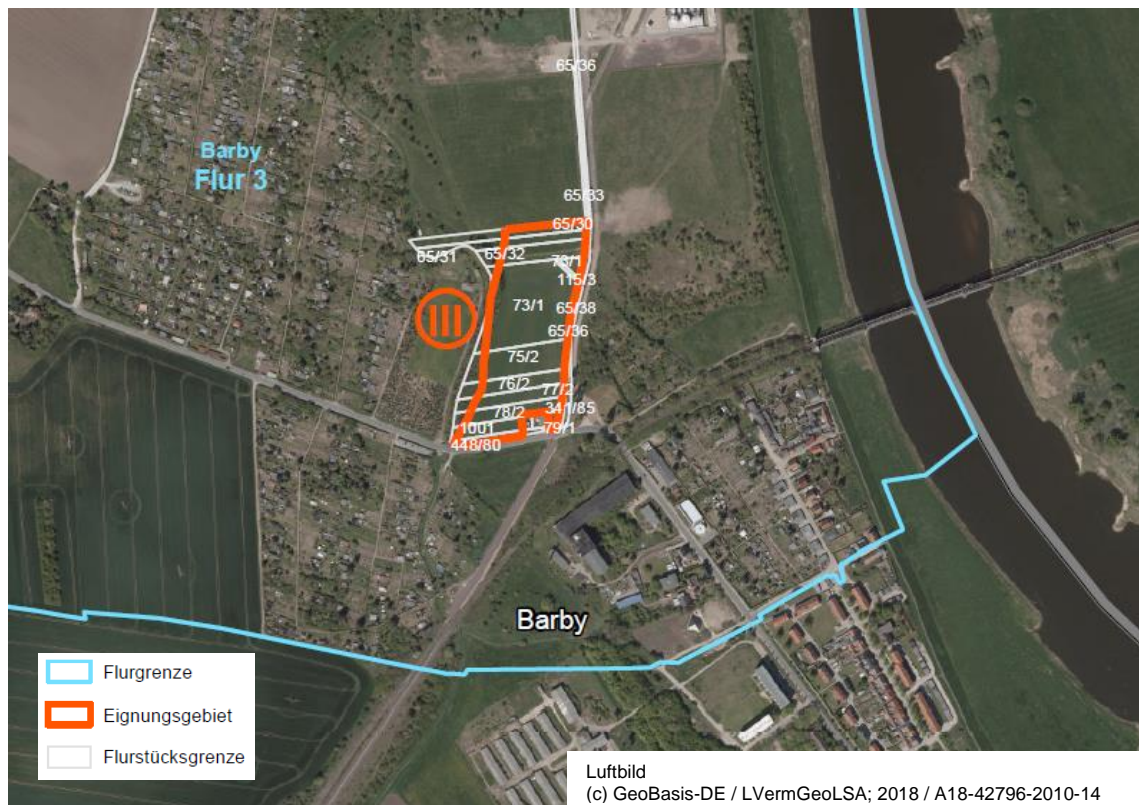 65/36
Barby
Flur 3
65/33
65/30
65/31
65/32
73/1
115/3
73/1
65/38
65/36
75/2
76/2
77/2
341/85
78/2
79/1
1001
448/80
III
Barby
Flurgrenze
Eignungsgebiet
Flurstücksgrenze
Luftbild
(c) GeoBasis-DE / LVermGeoLSA; 2018 / A18-42796-2010-14